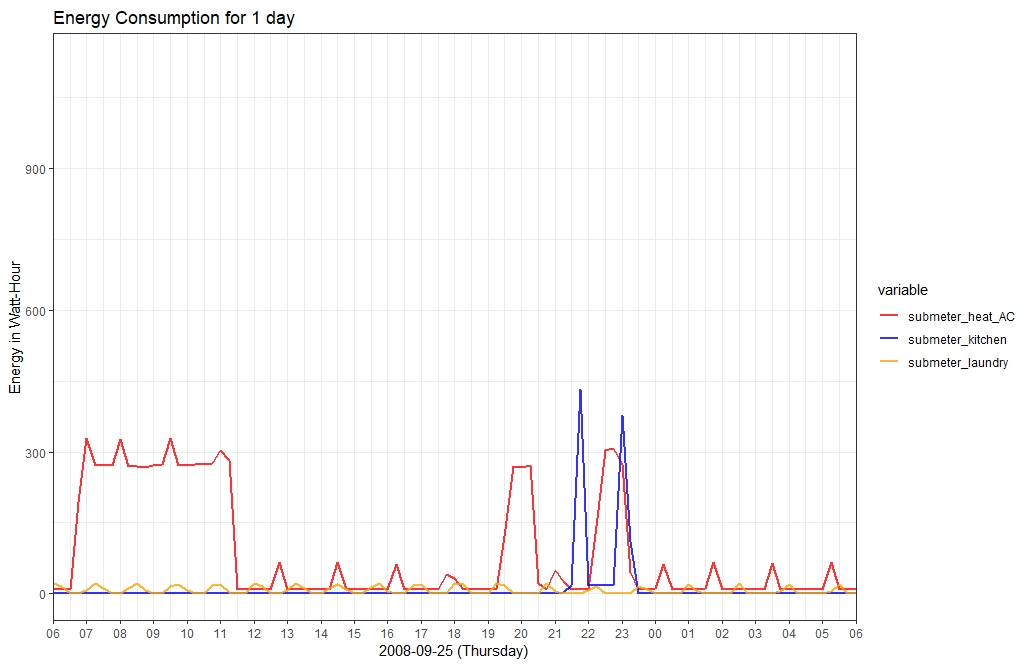 Energy Consumption for 1 day
Energy in Watt-Hour
900
600
300
0
06 07 08 09 10 11 12 13 14 15 16 17 18 19 20 21 22 23 00 01 02 03 04 05 06
2008-09-25 (Thursday)
variable
submeter_heat_AC
submeter_kitchen
submeter_laundry